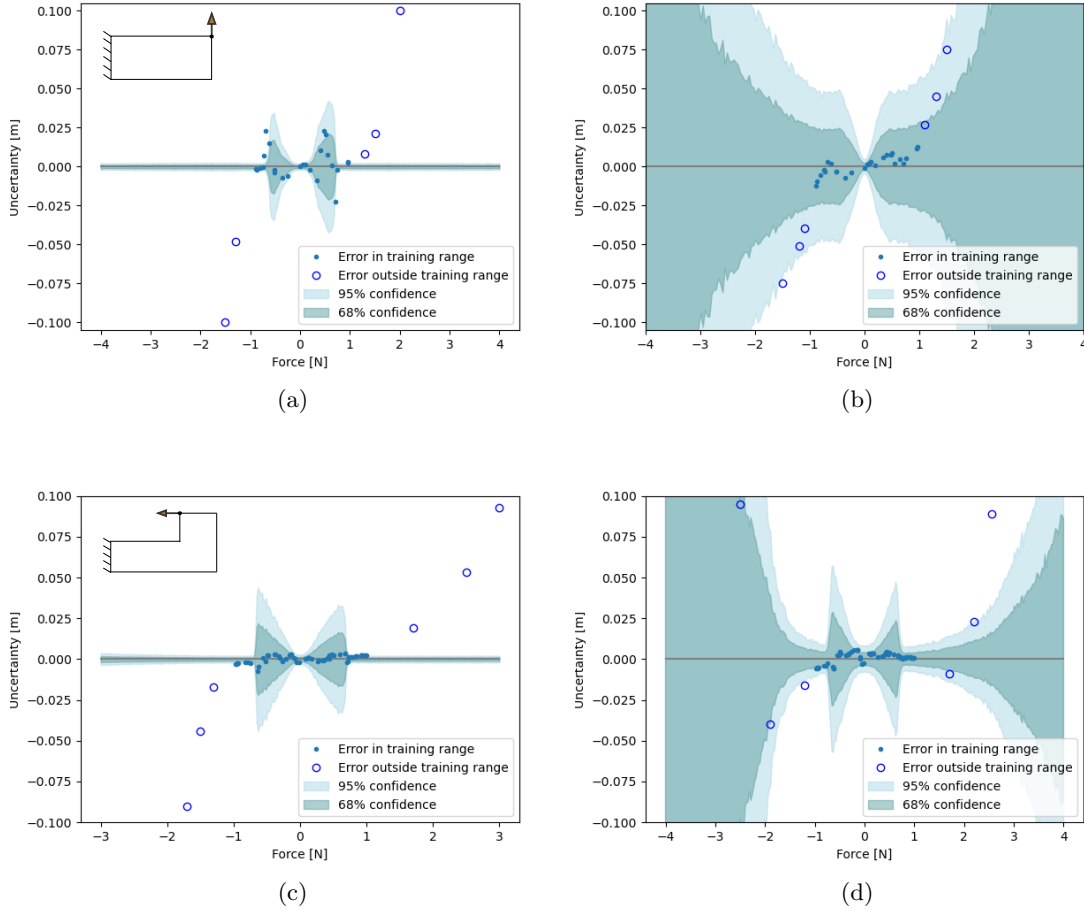 0.100
0.075
0.050
0.025
0.000
−0.025
−0.050
−0.075
−0.100
Uncertainty [m]
Error in training range
Error outside training range
95% confidence
68% confidence
−4 −3 −2 −1 0 1 2 3 4
Force [N]
(a)
0.100
0.075
0.050
0.025
0.000
−0.025
−0.050
−0.075
−0.100
Uncertainty [m]
Error in training range
Error outside training range
95% confidence
68% confidence
−4 −3 −2 −1 0 1 2 3 4
Force [N]
(b)
0.100
0.075
0.050
0.025
0.000
−0.025
−0.050
−0.075
−0.100
Uncertainty [m]
Error in training range
Error outside training range
95% confidence
68% confidence
−3 −2 −1 0 1 2 3
Force [N]
(c)
0.100
0.075
0.050
0.025
0.000
−0.025
−0.050
−0.075
−0.100
Uncertainty [m]
Error in training range
Error outside training range
95% confidence
68% confidence
−4 −3 −2 −1 0 1 2 3 4
Force [N]
(d)